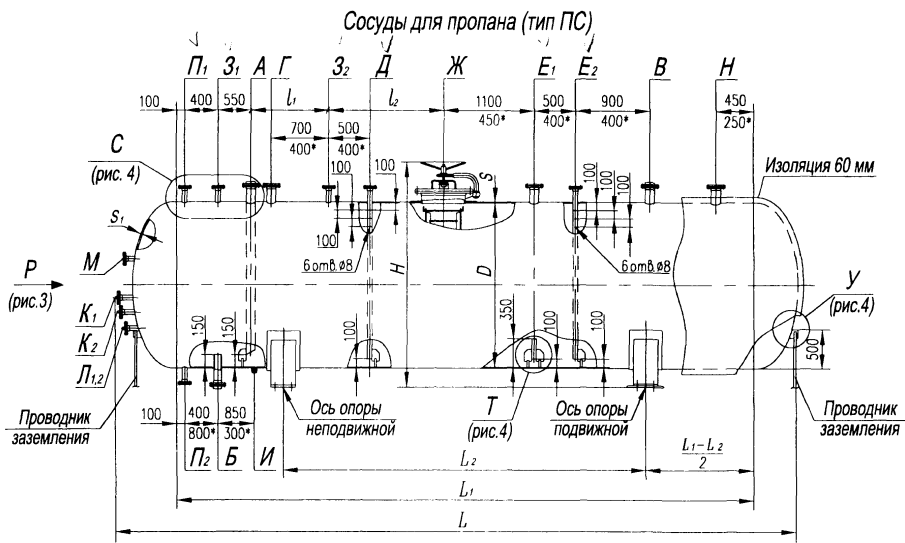 Сосуды для пропана (тип ПС)
П1 З1 А Г З2 Д Ж Е1 Е2 В Н
100 400 550 l1 l2 1100 500 900 450
450* 400* 400* 250*
700 500
400* 400*
С
(рис. 4)
100 100 S 100 100 100
Изоляция 60 мм
S1
6 отв. ø8
6 отв. ø8
М
Р
(рис.3)
H D
К1
К2
Л1,2
У
(рис.4)
150 150 100 350 100 100 500
Проводник
заземления
Ось опоры
неподвижной
Т
(рис.4)
Ось опоры
подвижной
Проводник
заземления
100 400 850
800* 300*
П2 Б И
L2
L1-L2
2
L1
L